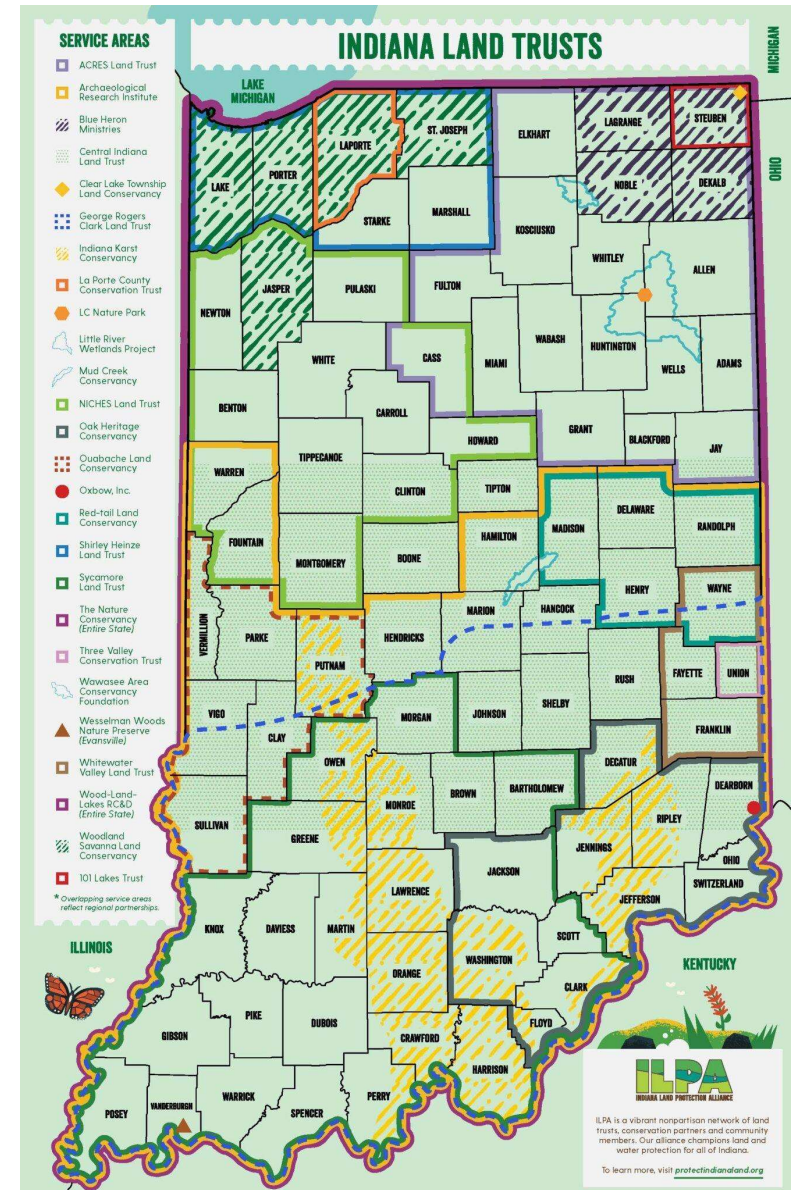 INDIANA LAND TRUSTS
SERVICE AREAS
ACRES Land Trust
Archaeological
Research Institute
Blue Heron
Ministries
Central Indiana
Land Trust
Clear Lake Township
Land Conservancy
George Rogers
Clark Land Trust
Indiana Karst
Conservancy
La Porte County
Conservation Trust
LC Nature Park
Little River
Wetlands Project
Mud Creek
Conservancy
NICHES Land Trust
Oak Heritage
Conservancy
Ouabache Land
Conservancy
Oxbow, Inc.
Red-tail Land
Conservancy
Shirley Heinze
Land Trust
Sycamore
Land Trust
The Nature
Conservancy
(Entire State)
Three Valley
Conservation Trust
Wawasee Area
Conservancy
Foundation
Wesselman Woods
Nature Preserve
(Evansville)
Whitewater
Valley Land Trust
Wood-Land-
Lakes RC&D
(Entire State)
Woodland
Savanna Land
Conservancy
101 Lakes Trust
* Overlapping service areas
reflect regional partnerships.
LAKE
MICHIGAN
MICHIGAN
OHIO
ILLINOIS
KENTUCKY
LAKE
PORTER
LAPORTE
ST. JOSEPH
ELKHART
LAGRANGE
STEUBEN
NOBLE
DEKALB
STARKE
MARSHALL
KOSCIUSKO
WHITLEY
ALLEN
NEWTON
JASPER
PULASKI
FULTON
WHITE
CASS
MIAMI
WABASH
HUNTINGTON
WELLS
ADAMS
BENTON
CARROLL
HOWARD
GRANT
BLACKFORD
JAY
WARREN
TIPPECANOE
CLINTON
TIPTON
MADISON
DELAWARE
RANDOLPH
FOUNTAIN
MONTGOMERY
BOONE
HAMILTON
HENRY
WAYNE
VERMILLION
PARKE
PUTNAM
HENDRICKS
MARION
HANCOCK
RUSH
FAYETTE
UNION
VIGO
CLAY
MORGAN
JOHNSON
SHELBY
FRANKLIN
OWEN
MONROE
BROWN
BARTHOLOMEW
DECATUR
DEARBORN
RIPLEY
SULLIVAN
GREENE
JENNINGS
OHIO
JACKSON
SWITZERLAND
LAWRENCE
JEFFERSON
KNOX
DAVIESS
MARTIN
SCOTT
WASHINGTON
ORANGE
CLARK
FLOYD
PIKE
DUBOIS
GIBSON
CRAWFORD
HARRISON
POSEY
VANDERBURGH
WARRICK
SPENCER
PERRY
ILPA
INDIANA LAND PROTECTION ALLIANCE
ILPA is a vibrant nonpartisan network of land
trusts, conservation partners and community
members. Our alliance champions land and
water protection for all of Indiana.
To learn more, visit protectindianaland.org